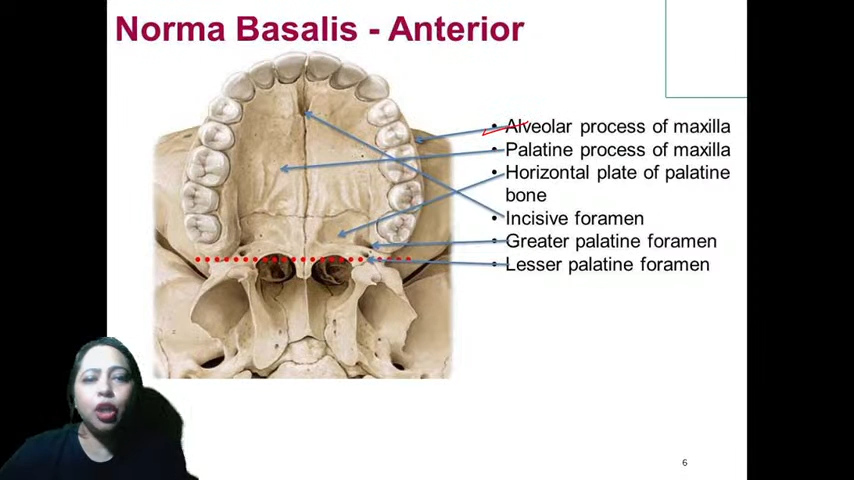 Norma Basalis - Anterior
• Alveolar process of maxilla
• Palatine process of maxilla
• Horizontal plate of palatine
bone
• Incisive foramen
• Greater palatine foramen
• Lesser palatine foramen
6